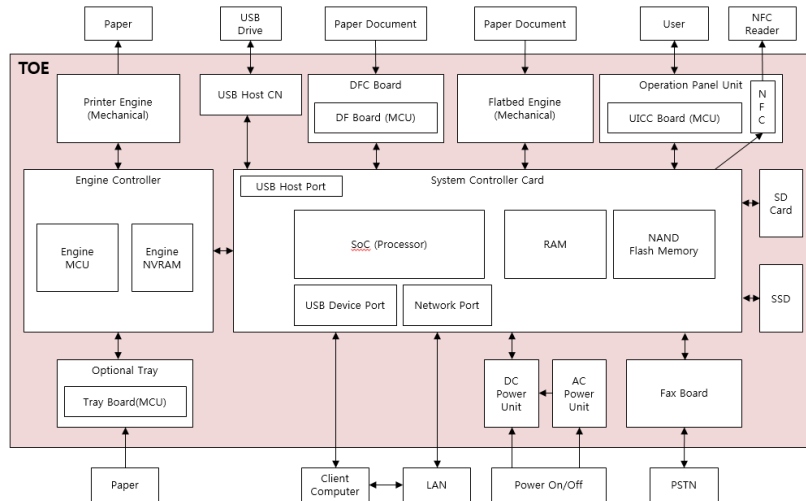 Paper
USB
Drive
Paper Document
Paper Document
User
NFC
Reader
TOE
Printer Engine
(Mechanical)
USB Host CN
DFC Board
DF Board (MCU)
Flatbed Engine
(Mechanical)
Operation Panel Unit
UICC Board (MCU)
N
F
C
Engine Controller
Engine
MCU
Engine
NVRAM
USB Host Port
System Controller Card
SoC (Processor)
RAM
NAND
Flash Memory
USB Device Port
Network Port
SD
Card
SSD
Optional Tray
Tray Board(MCU)
DC
Power
Unit
AC
Power
Unit
Fax Board
Paper
Client
Computer
LAN
Power On/Off
PSTN